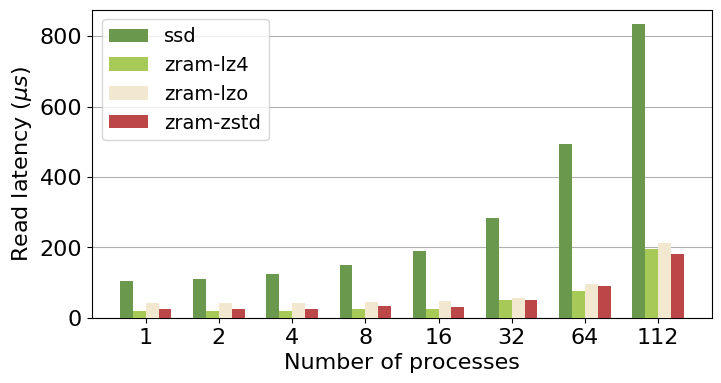 Read latency (μs)
800
600
400
200
0
ssd
zram-lz4
zram-lzo
zram-zstd
1 2 4 8 16 32 64 112
Number of processes